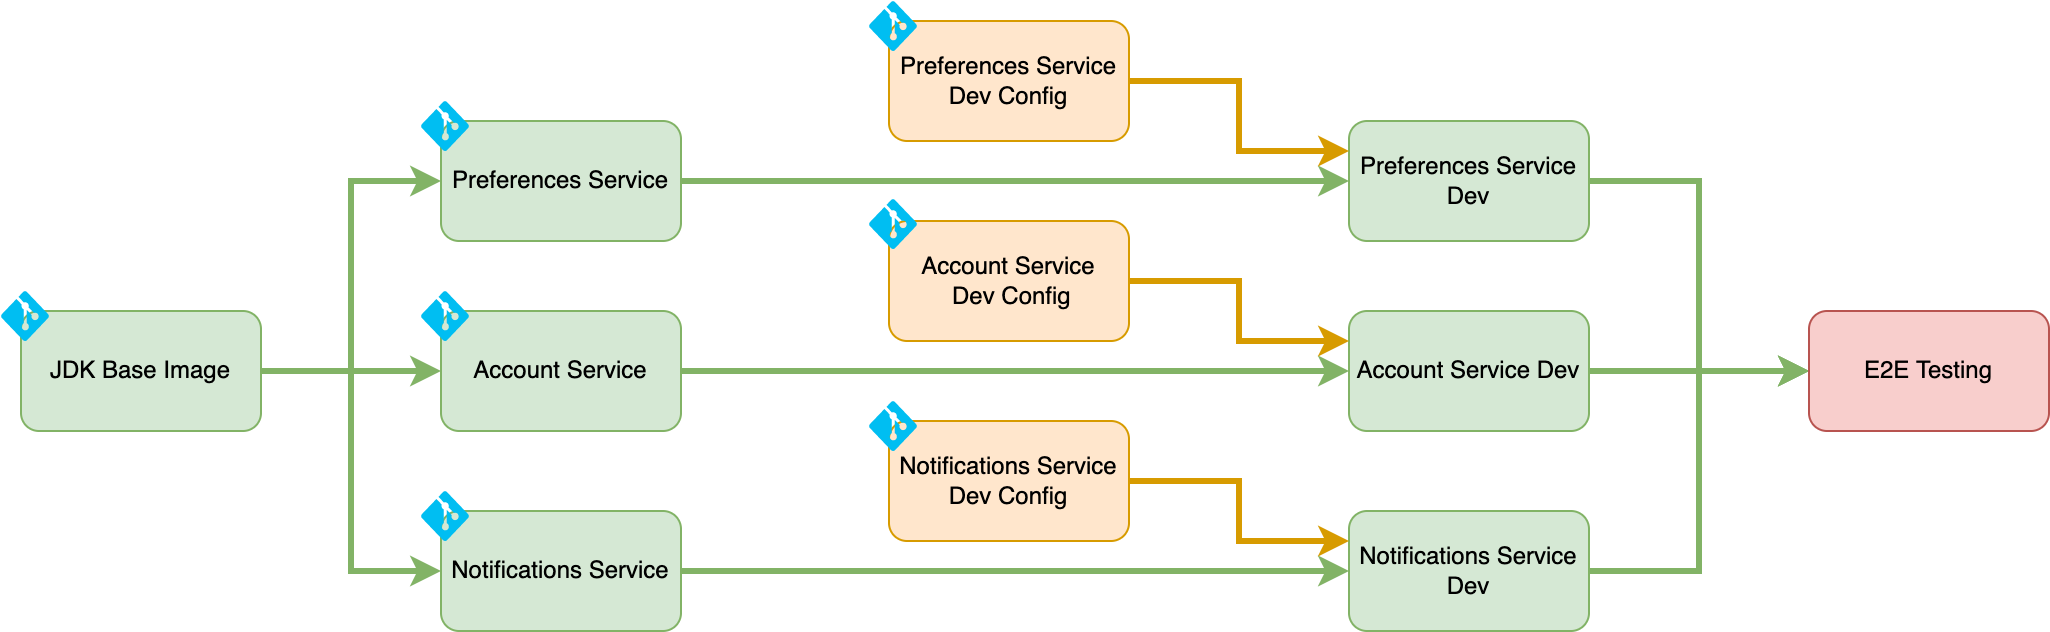 Preferences Service
Dev Config
Preferences Service
Preferences Service
Dev
Account Service
Dev Config
JDK Base Image
Account Service
Account Service Dev
E2E Testing
Notifications Service
Dev Config
Notifications Service
Notifications Service
Dev